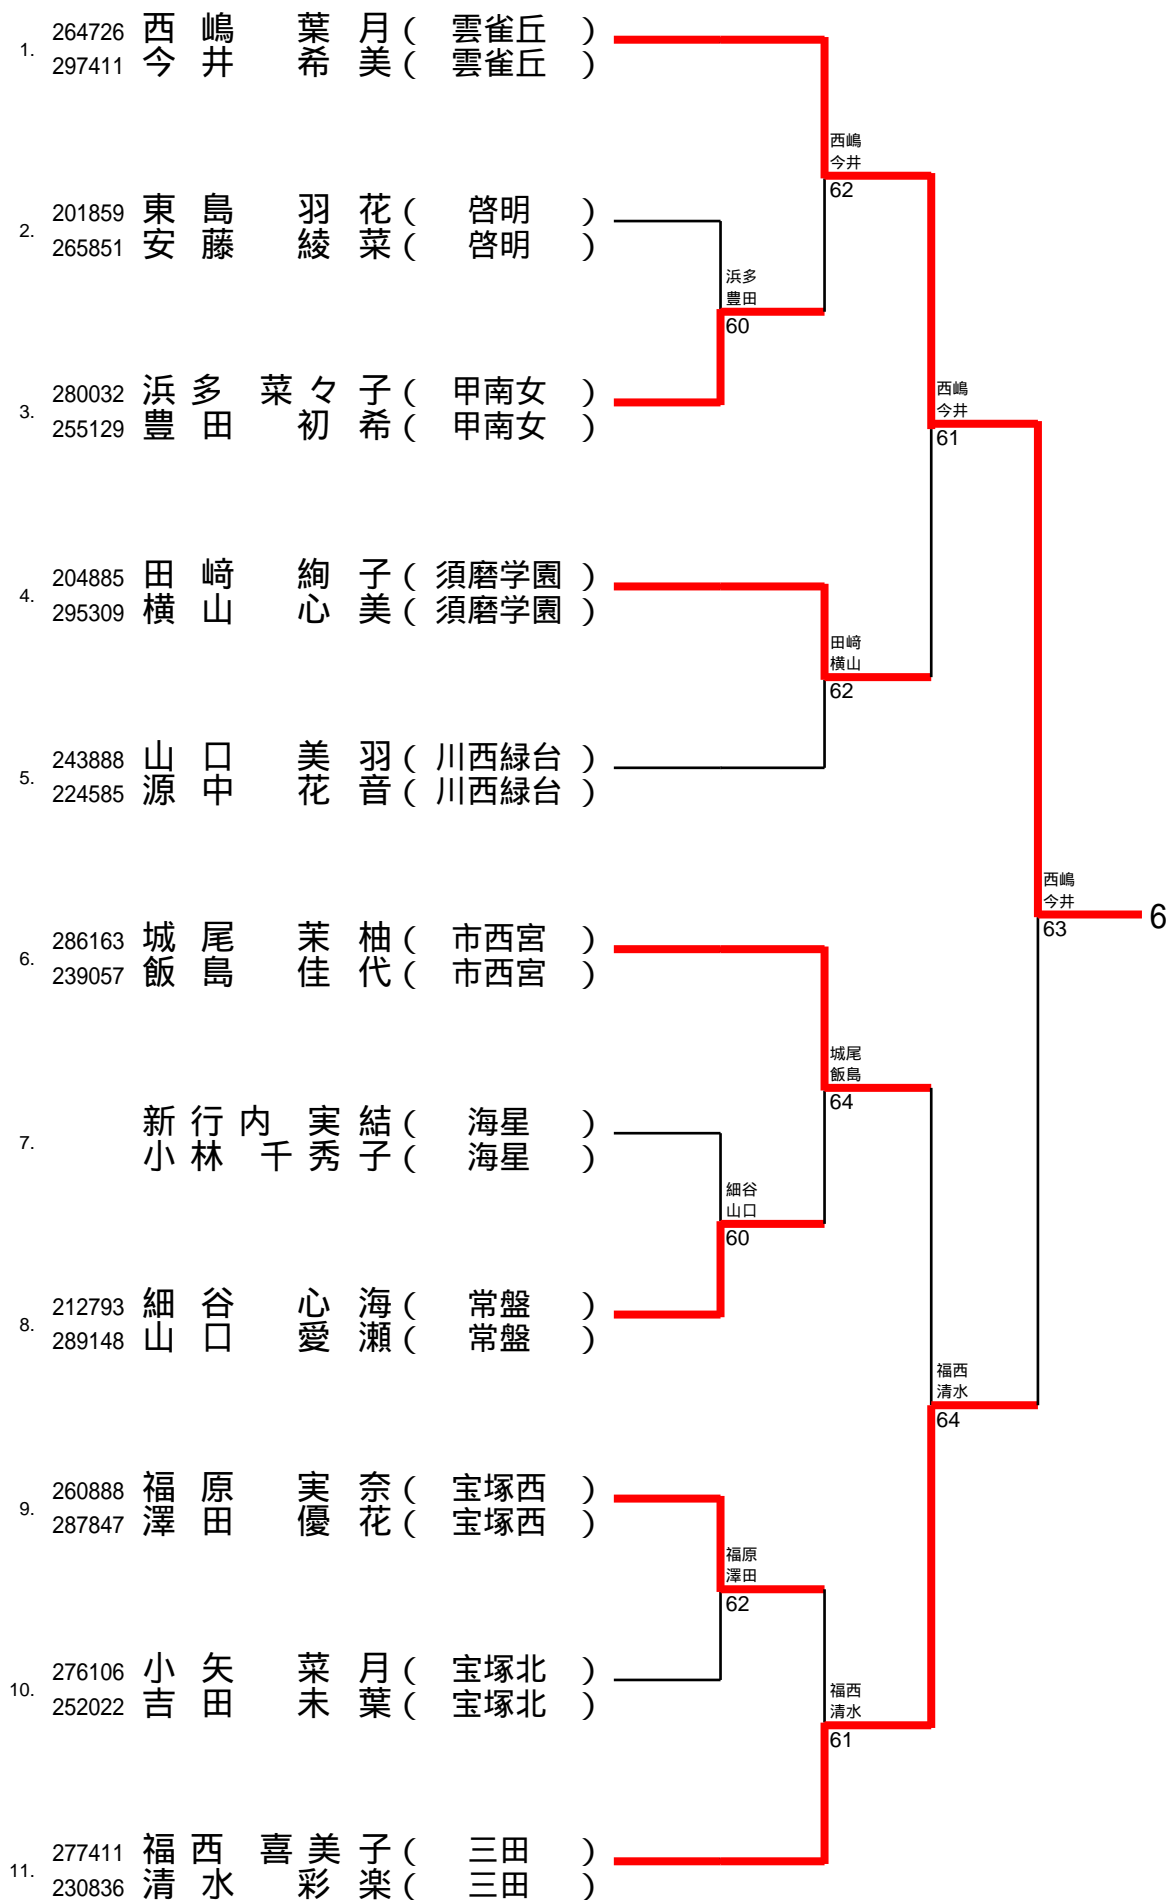 1. 264726 西嶋 葉月 ( 雲雀丘 )
297411 今井 希美 ( 雲雀丘 )
西嶋
今井
62
2. 201859 東島 羽花 ( 啓明 )
265851 安藤 綾菜 ( 啓明 )
浜多
豊田
60
3. 280032 浜多 菜々子 ( 甲南女 )
255129 豊田 初希 ( 甲南女 )
西嶋
今井
61
4. 204885 田﨑 絢子 ( 須磨学園 )
295309 横山 心美 ( 須磨学園 )
田﨑
横山
62
5. 243888 山口 美羽 ( 川西緑台 )
224585 源中 花音 ( 川西緑台 )
西嶋
今井
63
6
6. 286163 城尾 茉柚 ( 市西宮 )
239057 飯島 佳代 ( 市西宮 )
城尾
飯島
64
7. 新行内 実結 ( 海星 )
小林 千秀子 ( 海星 )
細谷
山口
60
8. 212793 細谷 心海 ( 常盤 )
289148 山口 愛瀬 ( 常盤 )
福西
清水
64
9. 260888 福原 実奈 ( 宝塚西 )
287847 澤田 優花 ( 宝塚西 )
福原
澤田
62
10. 276106 小矢 菜月 ( 宝塚北 )
252022 吉田 未葉 ( 宝塚北 )
福西
清水
61
11. 277411 福西 喜美子 ( 三田 )
230836 清水 彩楽 ( 三田 )